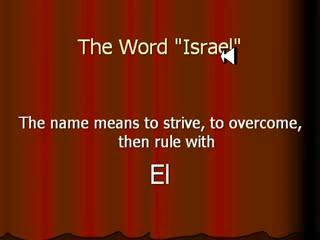 The Word "Israel"
The name means to strive, to overcome,
then rule with
El